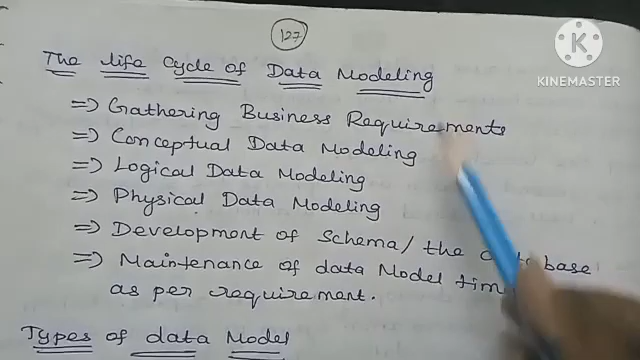 127
The life Cycle of Data Modeling
=> Gathering Business Requirements
=> Conceptual Data Modeling
=> Logical Data Modeling
=> Physical Data Modeling
=> Development of Schema/ the
=> Maintenance of data Model
as per requirement.
Types of data Model
K
KINEMASTER